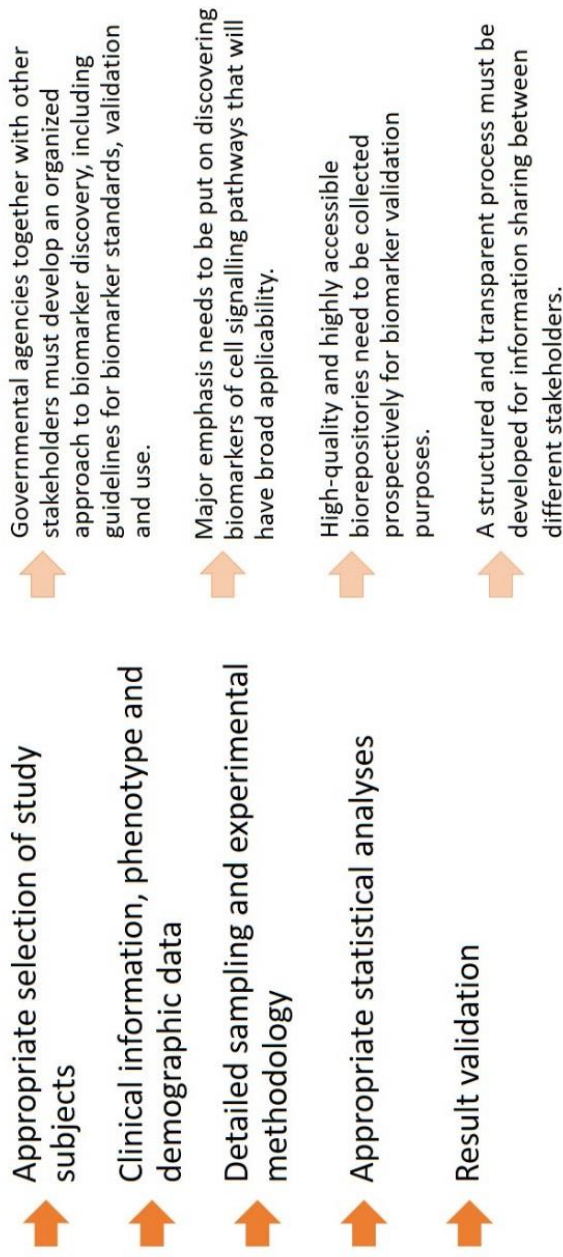 Appropriate selection of study
subjects
Clinical information, phenotype and
demographic data
Detailed sampling and experimental
methodology
Appropriate statistical analyses
Result validation
Governmental agencies together with other
stakeholders must develop an organized
approach to biomarker discovery, including
guidelines for biomarker standards, validation
and use.
Major emphasis needs to be put on discovering
biomarkers of cell signalling pathways that will
have broad applicability.
High-quality and highly accessible
biorepositories need to be collected
prospectively for biomarker validation
purposes.
A structured and transparent process must be
developed for information sharing between
different stakeholders.